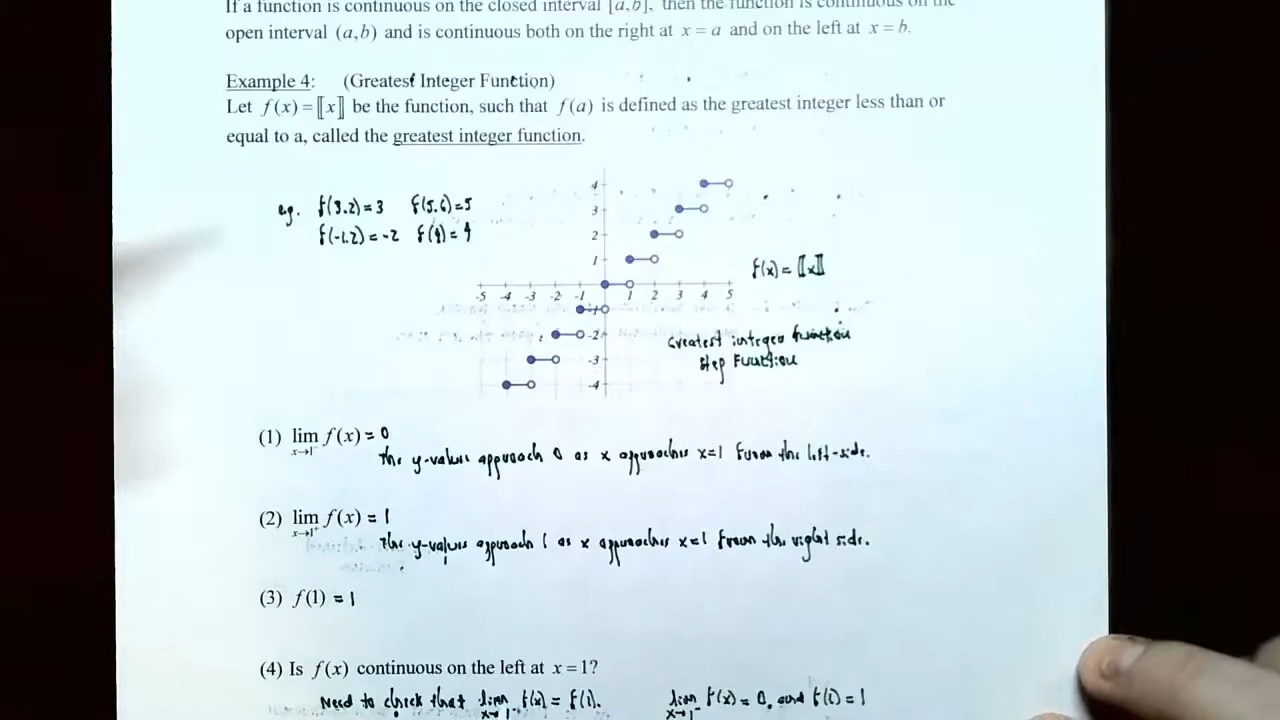 If a function is continuous on the closed interval [a,b], then the function is continuous on the
open interval (a,b) and is continuous both on the right at x = a and on the left at x = b.
Example 4: (Greatest Integer Function)
Let f(x) = ⟦x⟧ be the function, such that f(a) is defined as the greatest integer less than or
equal to a, called the greatest integer function.
eg. f(3.2)=3 f(5.6)=5
f(-1.2)=-2 f(4)=4
4
3
2
1
-5 -4 -3 -2 -1 1 2 3 4 5
-1
-2
-3
-4
f(x) = ⟦x⟧
Greatest integer function
Step Function
(1) lim x→1⁻ f(x) = 0
The y-values approach 0 as x approaches x=1 from the left-side.
(2) lim x→1⁺ f(x) = 1
The y-values approach 1 as x approaches x=1 from the right side.
(3) f(1) = 1
(4) Is f(x) continuous on the left at x = 1?
Need to check that lim x→1⁻ f(x) = f(1). lim x→1⁻ f(x) = 0, and f(1) = 1